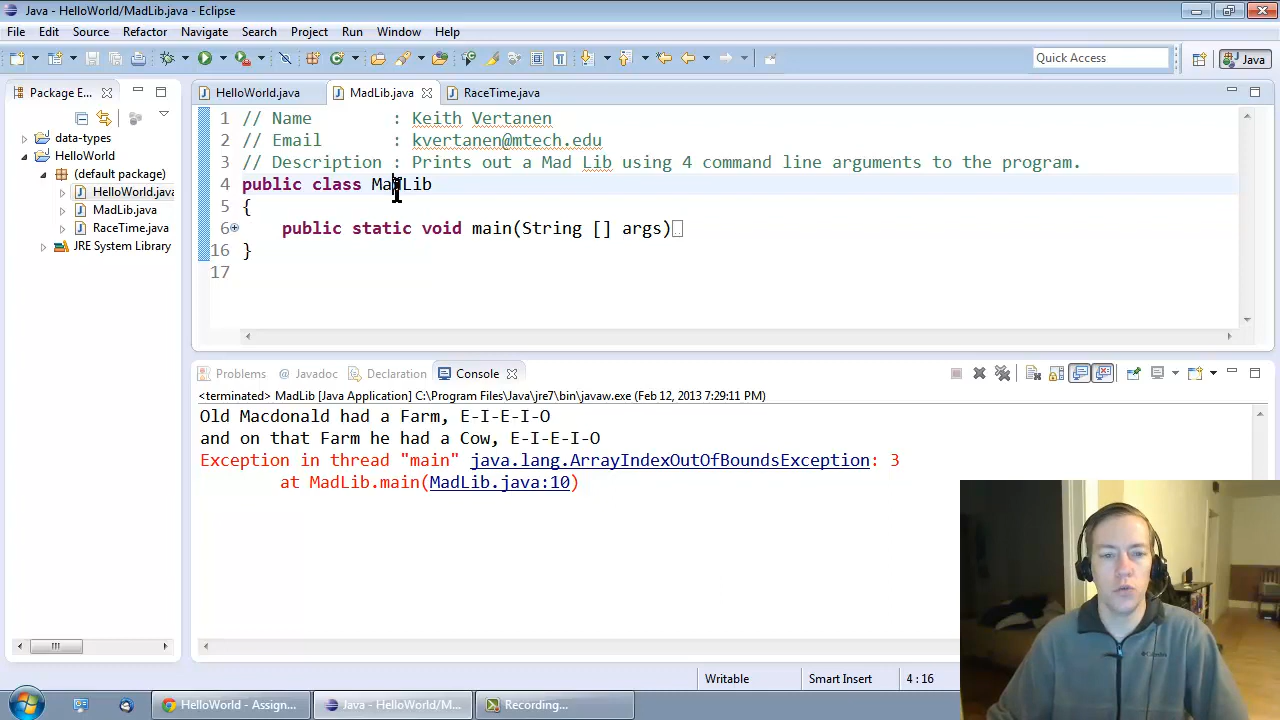 Java - HelloWorld/MadLib.java - Eclipse
File Edit Source Refactor Navigate Search Project Run Window Help
Quick Access
Java
Package E...
HelloWorld.java MadLib.java RaceTime.java
data-types
HelloWorld
(default package)
HelloWorld.java
MadLib.java
RaceTime.java
JRE System Library
1 // Name : Keith Vertanen
2 // Email : kvertanen@mtech.edu
3 // Description : Prints out a Mad Lib using 4 command line arguments to the program.
4 public class MadLib
5 {
6 public static void main(String [] args)
16 }
17
Problems Javadoc Declaration Console
<terminated> MadLib [Java Application] C:\Program Files\Java\jre7\bin\javaw.exe (Feb 12, 2013 7:29:11 PM)
Old Macdonald had a Farm, E-I-E-I-O
and on that Farm he had a Cow, E-I-E-I-O
Exception in thread "main" java.lang.ArrayIndexOutOfBoundsException: 3
at MadLib.main(MadLib.java:10)
Writable Smart Insert 4 : 16
HelloWorld - Assign... Java - HelloWorld/M... Recording...